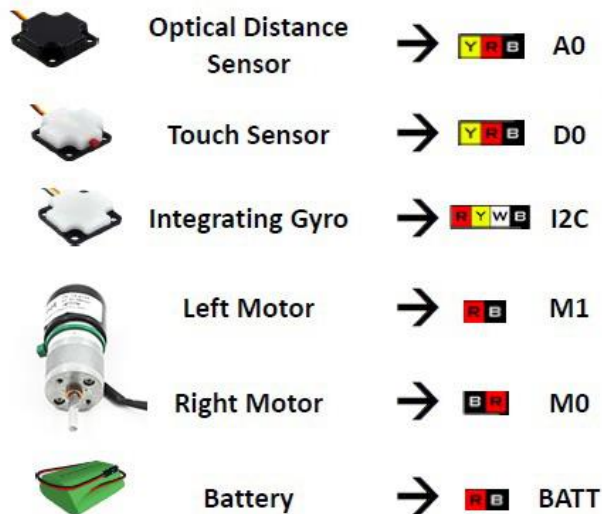 Optical Distance
Sensor
Y R B
A0
Touch Sensor
Y R B
D0
Integrating Gyro
R Y W B
I2C
Left Motor
R B
M1
Right Motor
B R
M0
Battery
R B
BATT